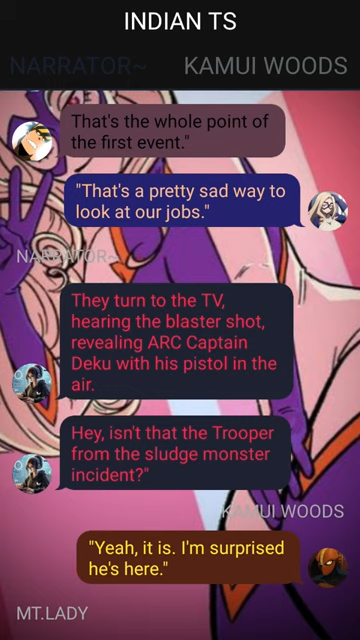 INDIAN TS
NARRATOR~
KAMUI WOODS
That's the whole point of
the first event."
"That's a pretty sad way to
look at our jobs."
NARRATOR~
They turn to the TV,
hearing the blaster shot,
revealing ARC Captain
Deku with his pistol in the
air.
Hey, isn't that the Trooper
from the sludge monster
incident?"
KAMUI WOODS
"Yeah, it is. I'm surprised
he's here."
MT.LADY